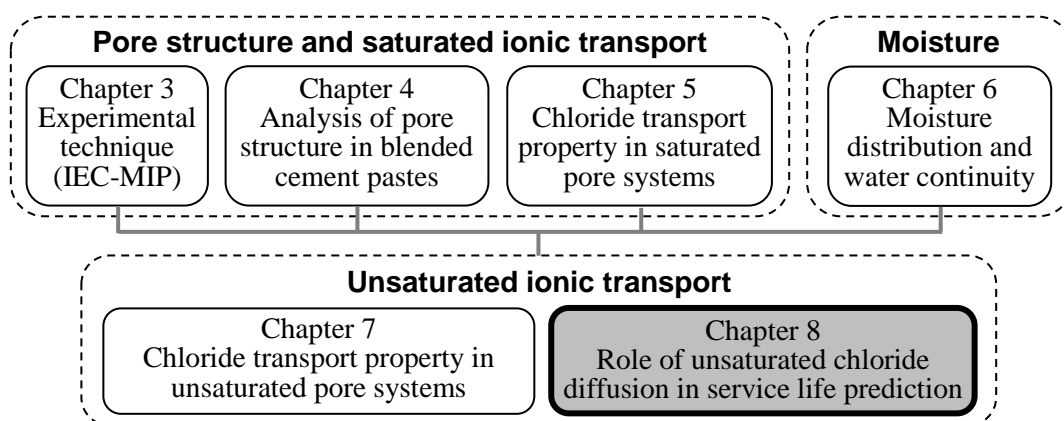 Pore structure and saturated ionic transport
Chapter 3
Experimental
technique
(IEC-MIP)
Chapter 4
Analysis of pore
structure in blended
cement pastes
Chapter 5
Chloride transport
property in saturated
pore systems
Moisture
Chapter 6
Moisture
distribution and
water continuity
Unsaturated ionic transport
Chapter 7
Chloride transport property in
unsaturated pore systems
Chapter 8
Role of unsaturated chloride
diffusion in service life prediction